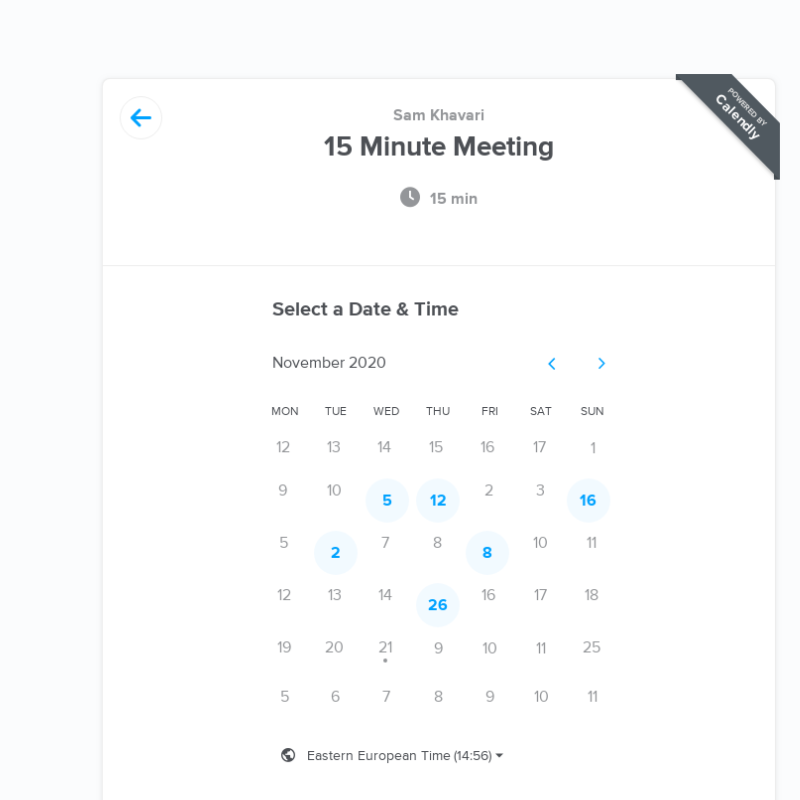 POWERED BY
Calendly
Sam Khavari
15 Minute Meeting
15 min
Select a Date & Time
November 2020
MON TUE WED THU FRI SAT SUN
12 13 14 15 16 17 1
9 10 5 12 2 3 16
5 2 7 8 8 10 11
12 13 14 26 16 17 18
19 20 21 9 10 11 25
5 6 7 8 9 10 11
Eastern European Time (14:56)